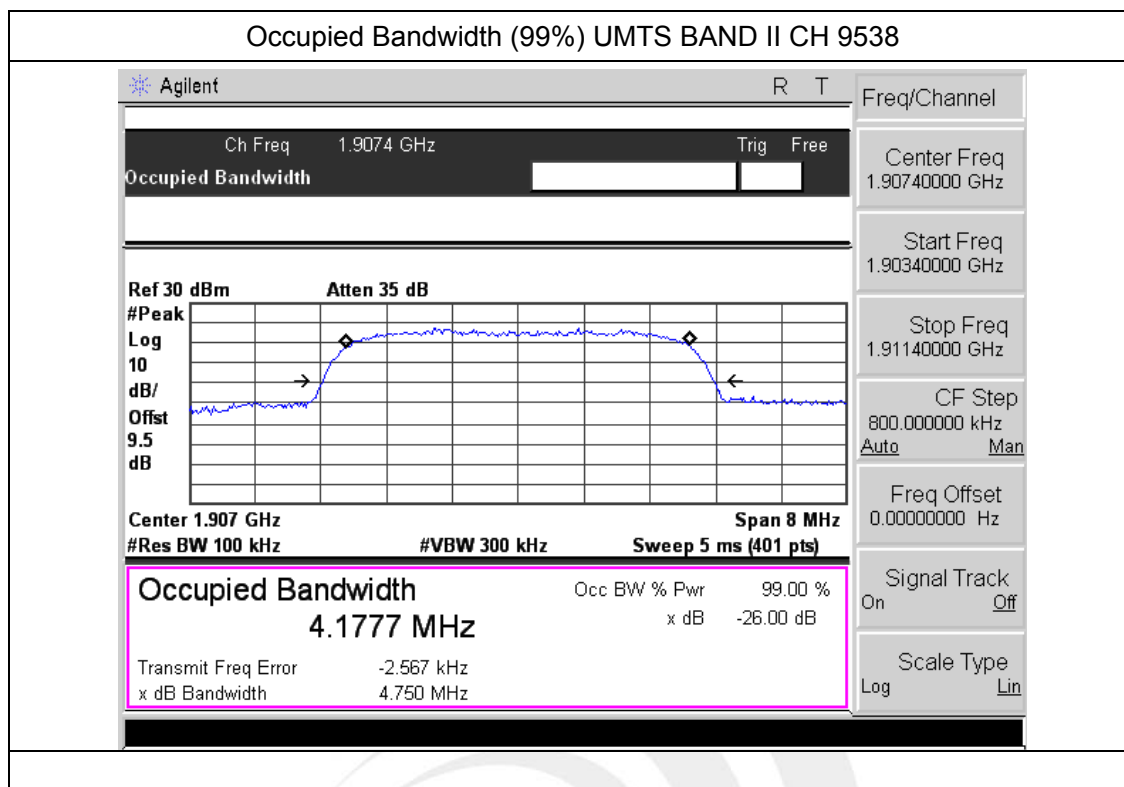 Occupied Bandwidth (99%) UMTS BAND II CH 9538
Agilent R T
Ch Freq 1.9074 GHz Trig Free
Occupied Bandwidth
Ref 30 dBm Atten 35 dB
#Peak
Log
10
dB/
Offst
9.5
dB
Center 1.907 GHz Span 8 MHz
#Res BW 100 kHz #VBW 300 kHz Sweep 5 ms (401 pts)
Occupied Bandwidth
4.1777 MHz
Occ BW % Pwr 99.00 %
x dB -26.00 dB
Transmit Freq Error -2.567 kHz
x dB Bandwidth 4.750 MHz
Freq/Channel
Center Freq
1.90740000 GHz
Start Freq
1.90340000 GHz
Stop Freq
1.91140000 GHz
CF Step
800.000000 kHz
Auto Man
Freq Offset
0.00000000 Hz
Signal Track
On Off
Scale Type
Log Lin